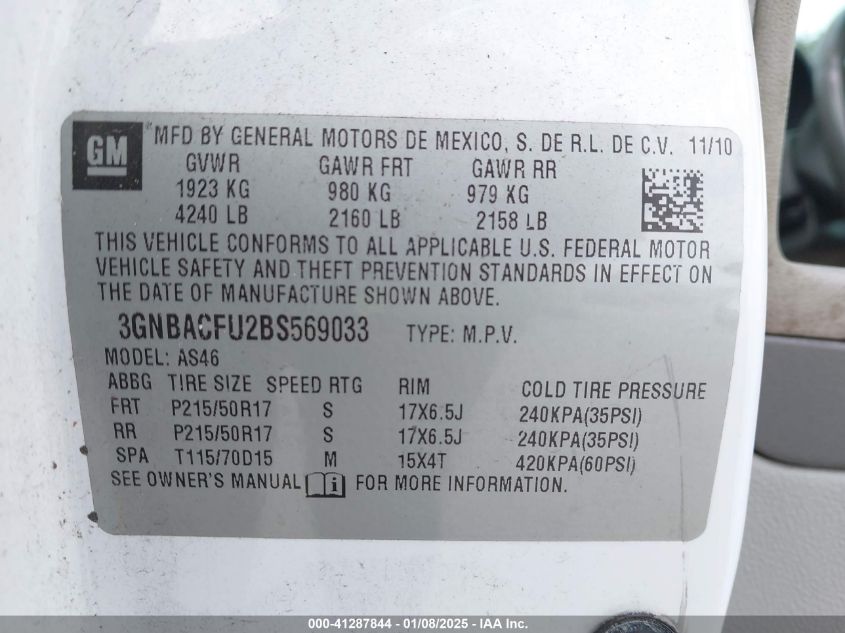 GM
MFD BY GENERAL MOTORS DE MEXICO, S. DE R.L. DE C.V. 11/10
GVWR GAWR FRT GAWR RR
1923 KG 980 KG 979 KG
4240 LB 2160 LB 2158 LB
THIS VEHICLE CONFORMS TO ALL APPLICABLE U.S. FEDERAL MOTOR
VEHICLE SAFETY AND THEFT PREVENTION STANDARDS IN EFFECT ON
THE DATE OF MANUFACTURE SHOWN ABOVE.
3GNBACFU2BS569033 TYPE: M.P.V.
MODEL: AS46
ABBG TIRE SIZE SPEED RTG RIM COLD TIRE PRESSURE
FRT P215/50R17 S 17X6.5J 240KPA(35PSI)
RR P215/50R17 S 17X6.5J 240KPA(35PSI)
SPA T115/70D15 M 15X4T 420KPA(60PSI)
SEE OWNER'S MANUAL i FOR MORE INFORMATION.
000-41287844 - 01/08/2025 - IAA Inc.